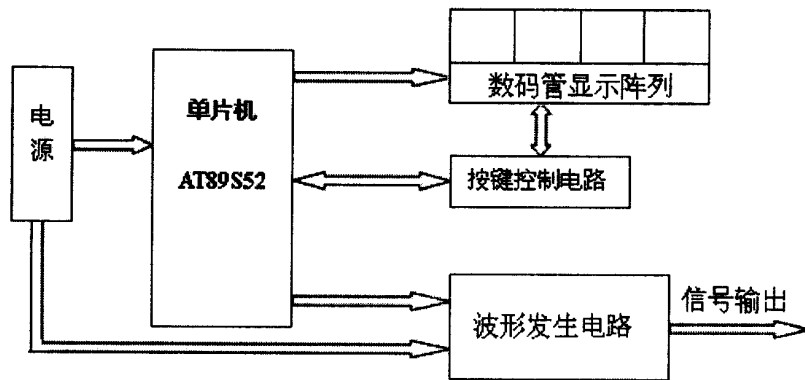 电源
单片机
AT89S52
数码管显示阵列
按键控制电路
波形发生电路
信号输出